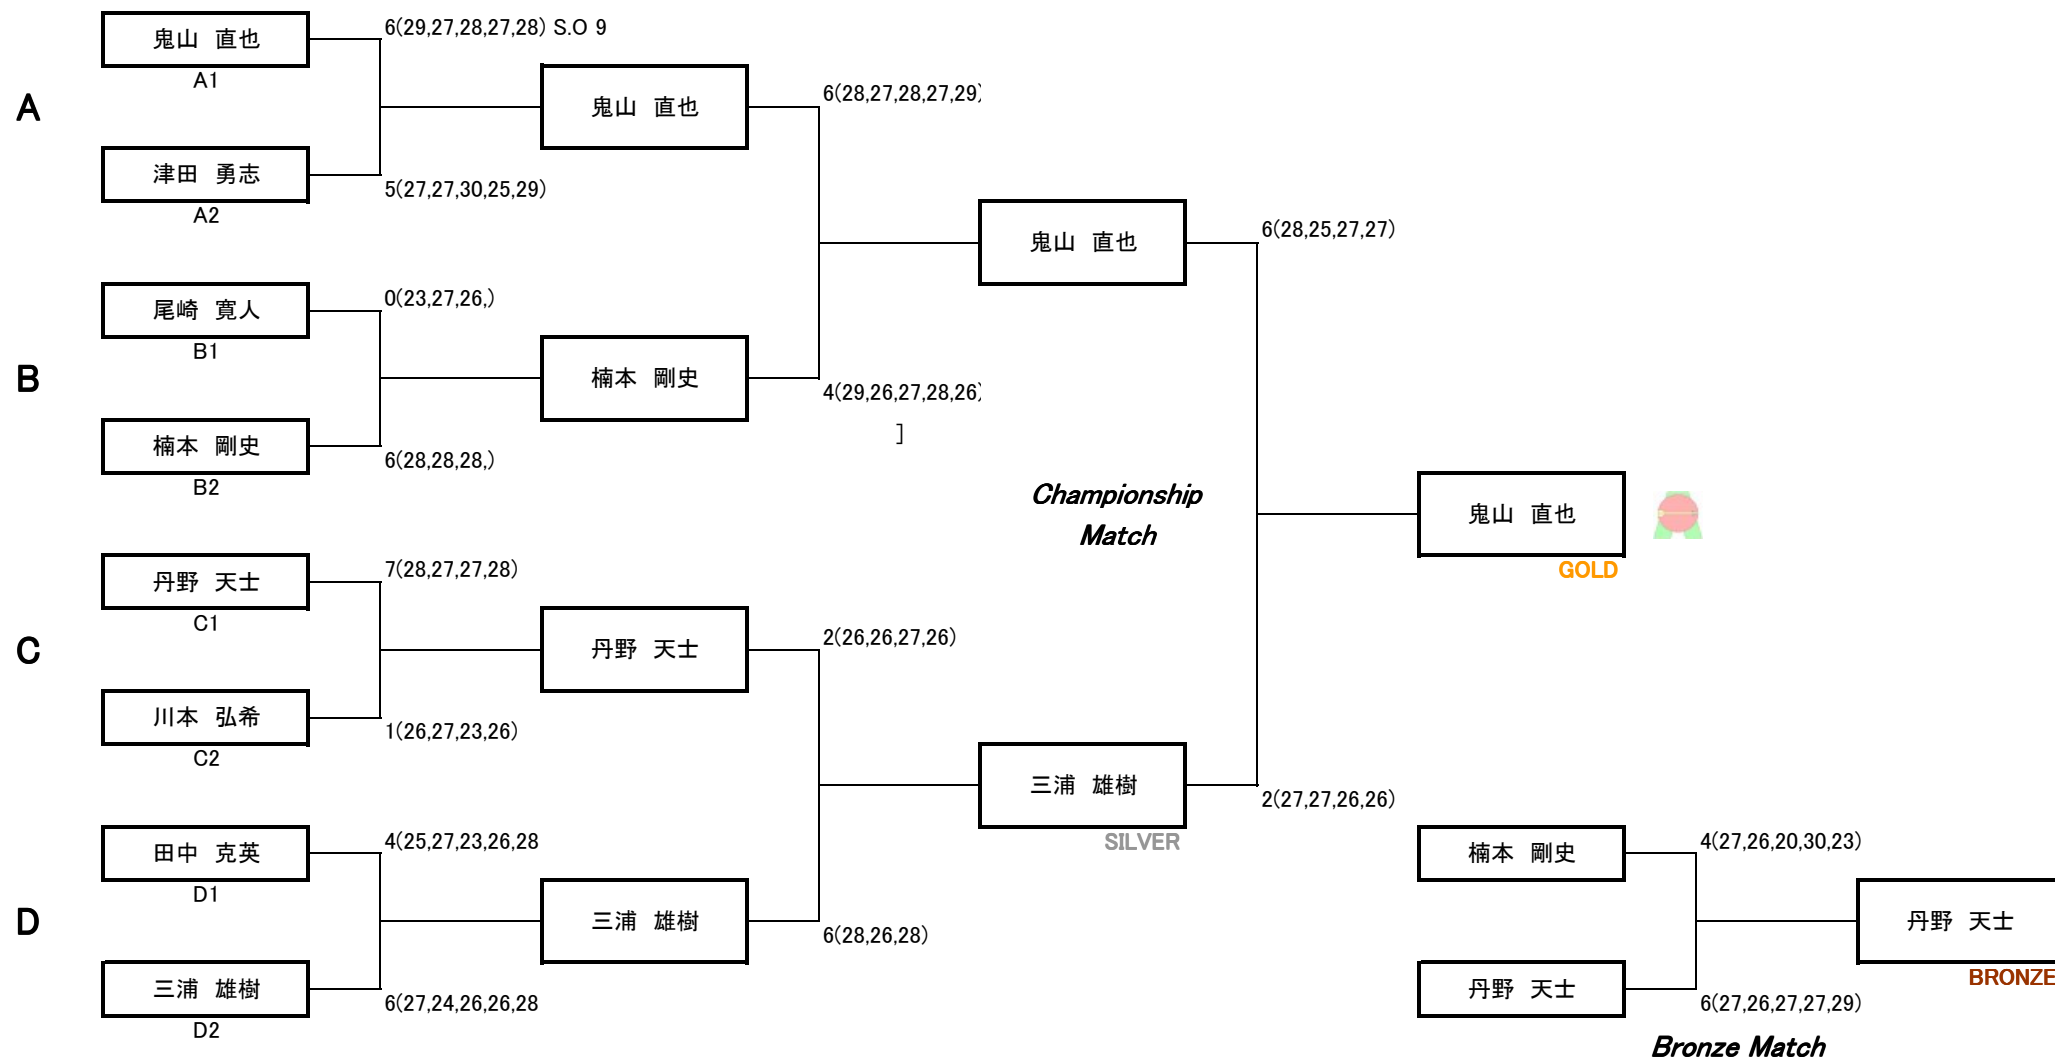 A
鬼山　直也
A1
6(29,27,28,27,28) S.O 9
津田　勇志
A2
5(27,27,30,25,29)
鬼山　直也
6(28,27,28,27,29)
B
尾崎　寛人
B1
0(23,27,26,)
楠本　剛史
B2
6(28,28,28,)
楠本　剛史
4(29,26,27,28,26)
]
鬼山　直也
6(28,25,27,27)
C
丹野　天士
C1
7(28,27,27,28)
川本　弘希
C2
1(26,27,23,26)
丹野　天士
2(26,26,27,26)
D
田中　克英
D1
4(25,27,23,26,28
三浦　雄樹
D2
6(27,24,26,26,28
三浦　雄樹
6(28,26,28)
三浦　雄樹
SILVER
2(27,27,26,26)
Championship
Match
鬼山　直也
GOLD
楠本　剛史
4(27,26,20,30,23)
丹野　天士
6(27,26,27,27,29)
丹野　天士
BRONZE
Bronze Match